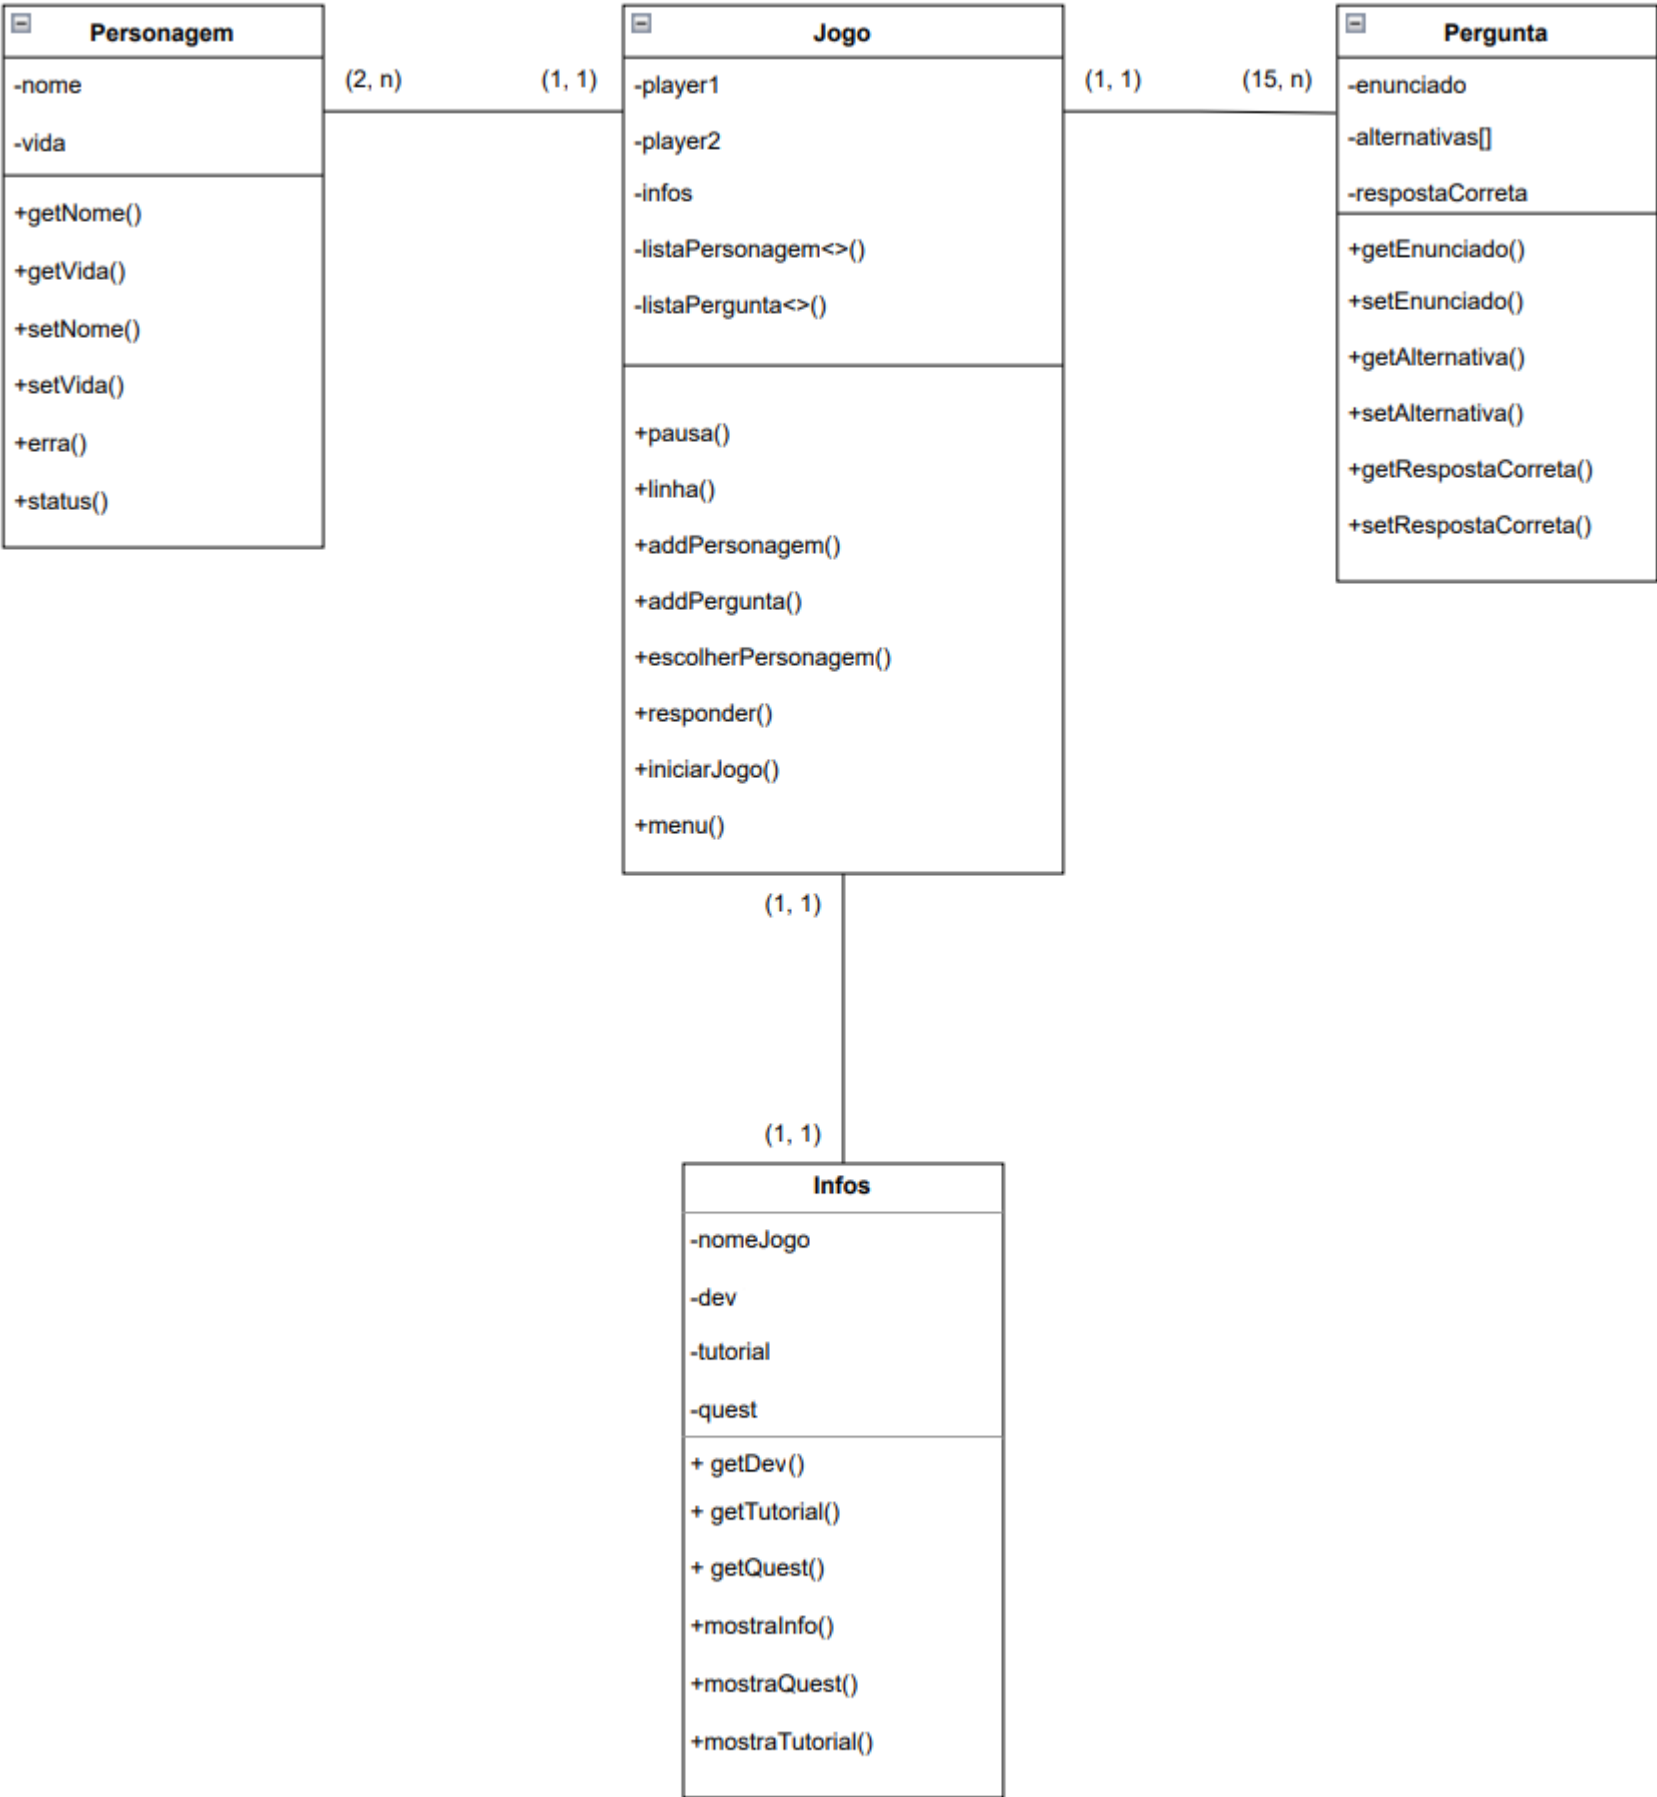 Personagem
-nome
-vida
+getNome()
+getVida()
+setNome()
+setVida()
+erra()
+status()
(2, n)
(1, 1)
Jogo
-player1
-player2
-infos
-listaPersonagem<>()
-listaPergunta<>()
+pausa()
+linha()
+addPersonagem()
+addPergunta()
+escolherPersonagem()
+responder()
+iniciarJogo()
+menu()
(1, 1)
(15, n)
Pergunta
-enunciado
-alternativas[]
-respostaCorreta
+getEnunciado()
+setEnunciado()
+getAlternativa()
+setAlternativa()
+getRespostaCorreta()
+setRespostaCorreta()
(1, 1)
(1, 1)
Infos
-nomeJogo
-dev
-tutorial
-quest
+ getDev()
+ getTutorial()
+ getQuest()
+mostraInfo()
+mostraQuest()
+mostraTutorial()